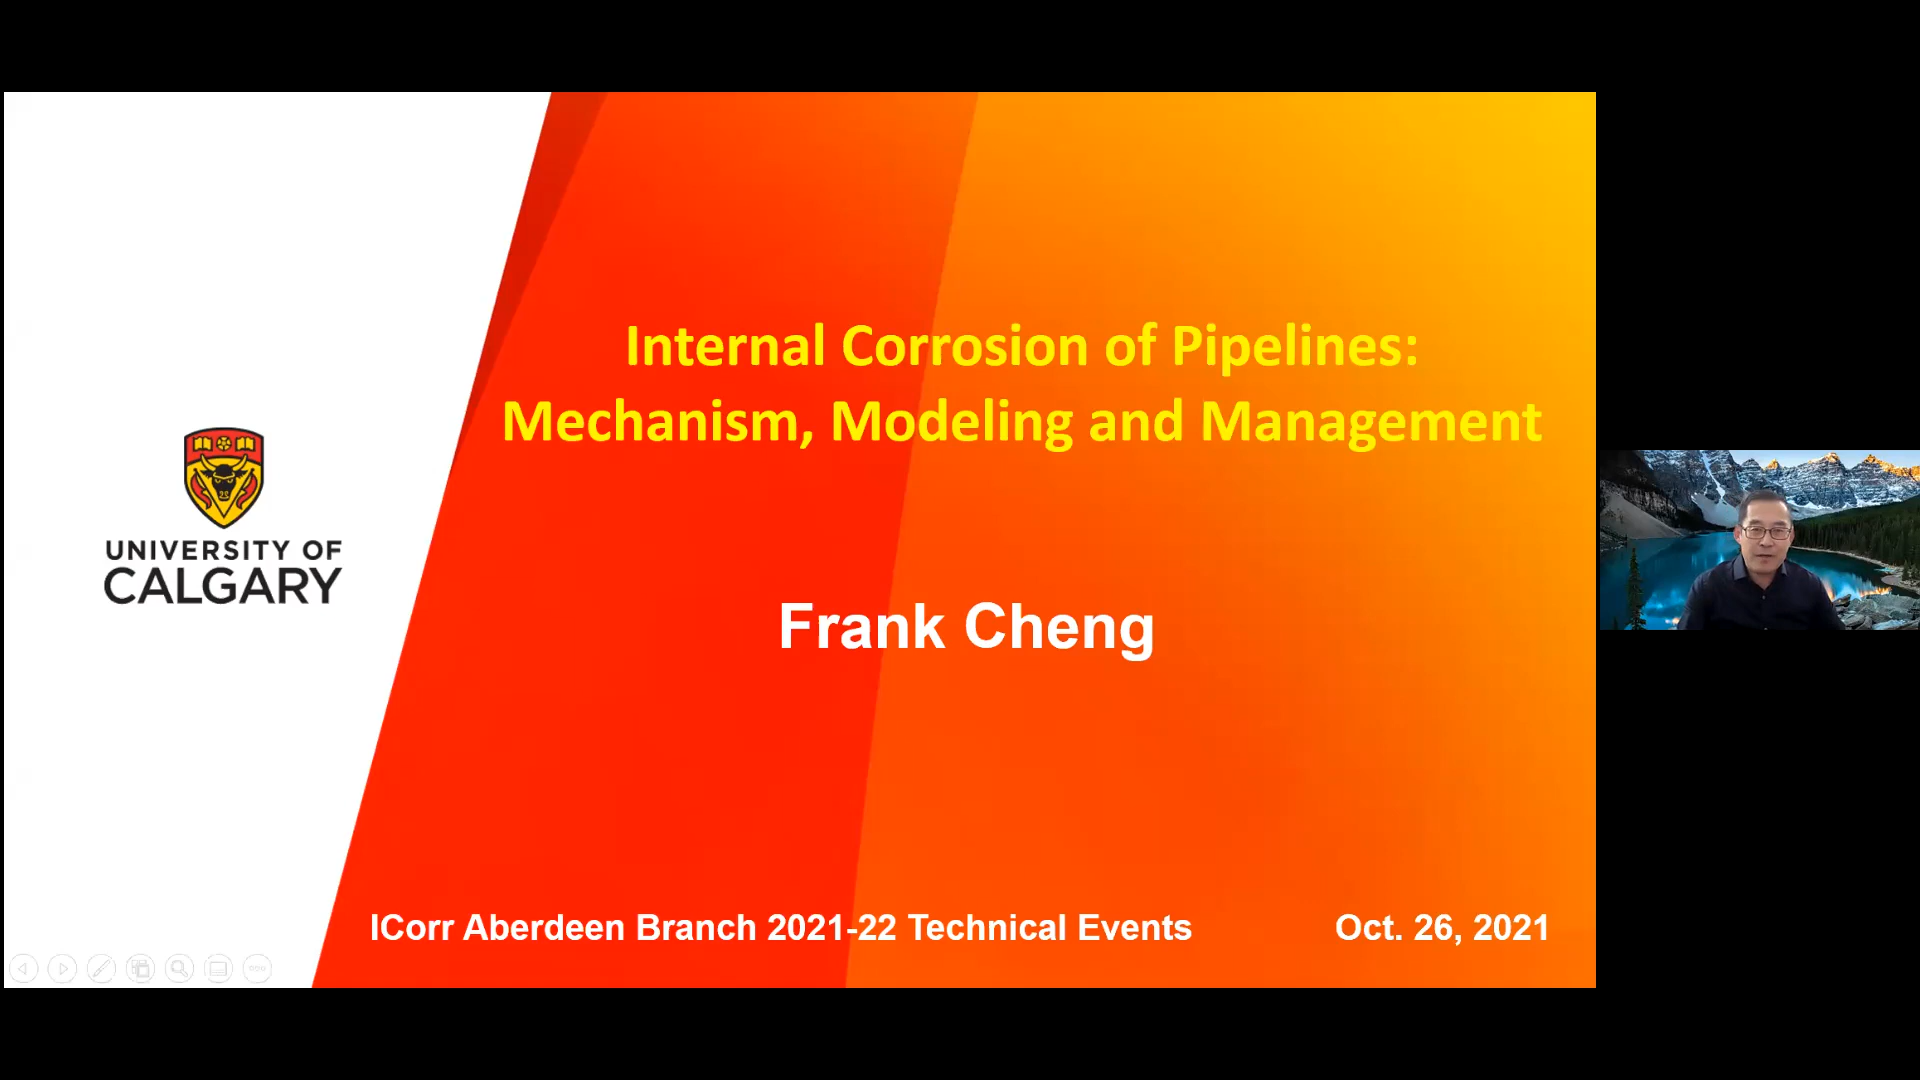 Internal Corrosion of Pipelines:
Mechanism, Modeling and Management
UNIVERSITY OF
CALGARY
Frank Cheng
ICorr Aberdeen Branch 2021-22 Technical Events
Oct. 26, 2021